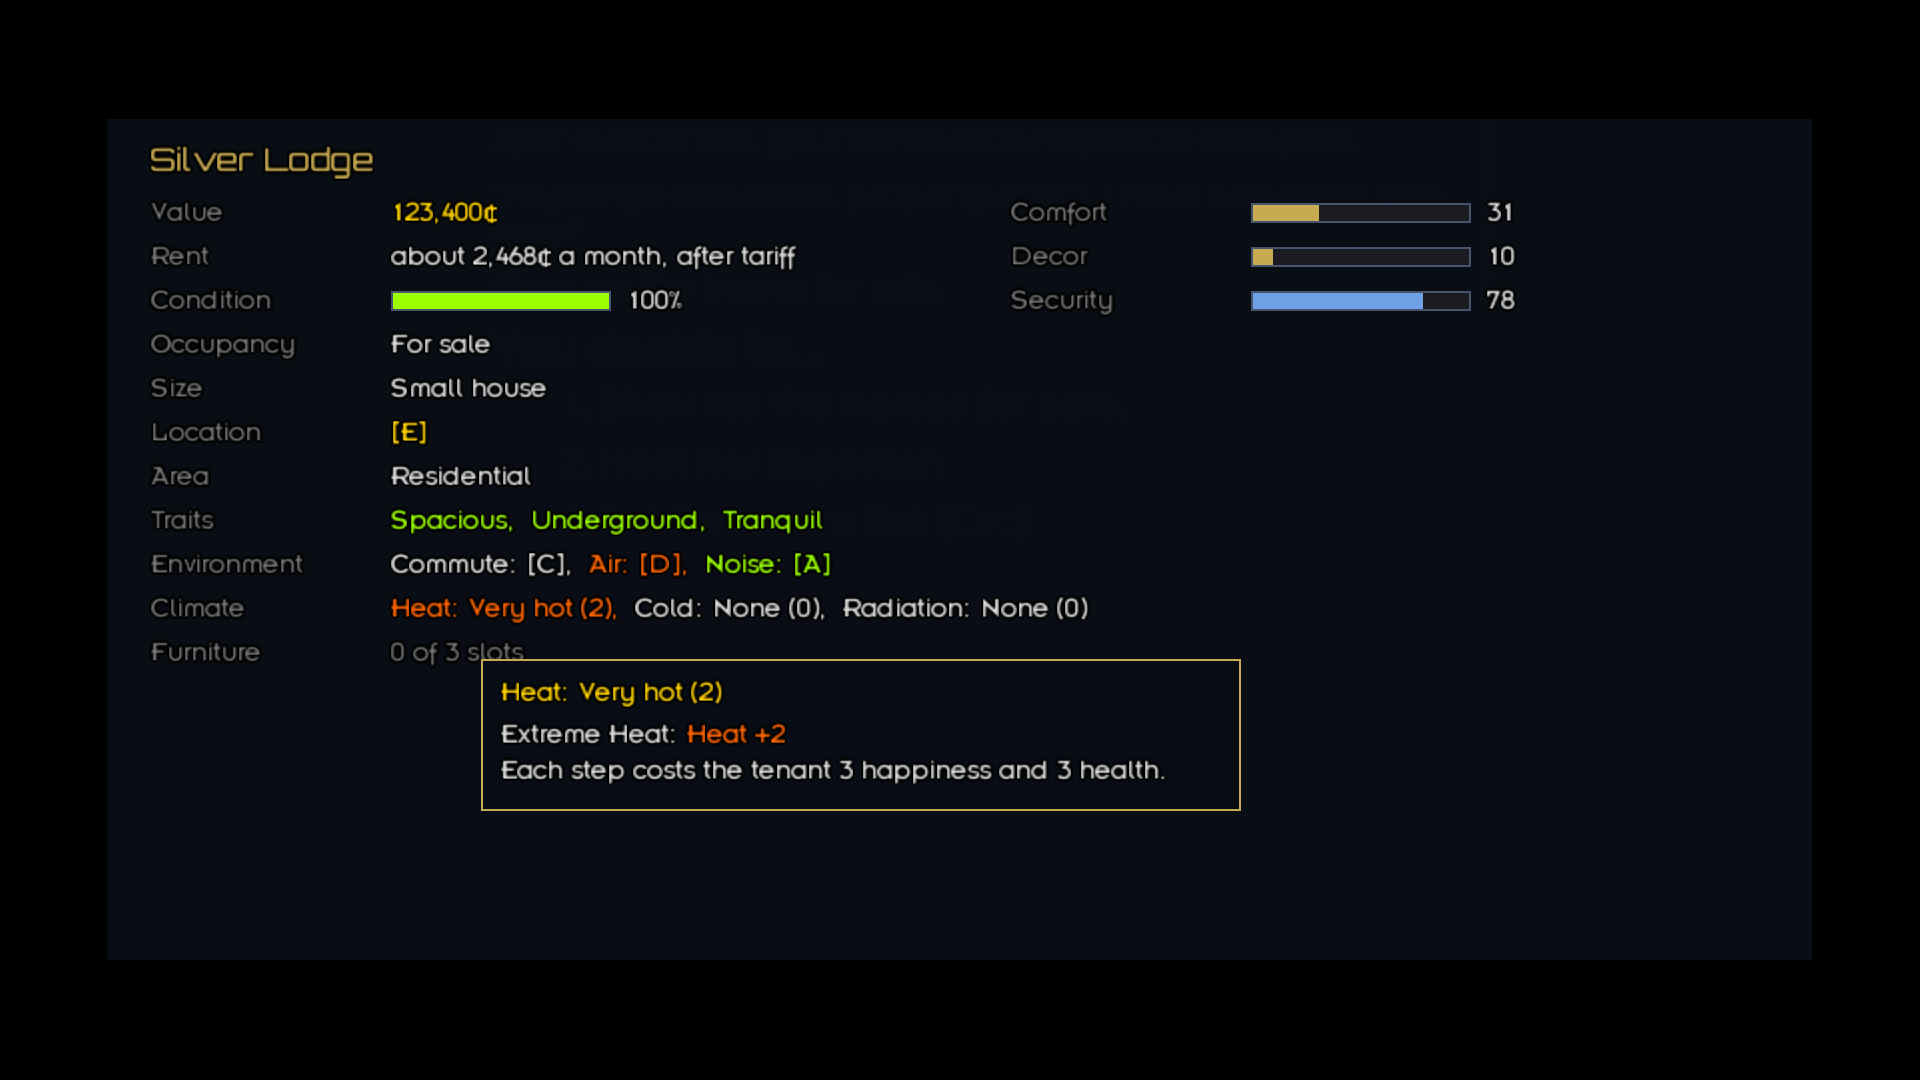 Silver Lodge
Value 123,400¢
Rent about 2,468¢ a month, after tariff
Condition 100%
Occupancy For sale
Size Small house
Location [E]
Area Residential
Traits Spacious, Underground, Tranquil
Environment Commute: [C], Air: [D], Noise: [A]
Climate Heat: Very hot (2), Cold: None (0), Radiation: None (0)
Furniture 0 of 3 slots
Comfort 31
Decor 10
Security 78
Heat: Very hot (2)
Extreme Heat: Heat +2
Each step costs the tenant 3 happiness and 3 health.